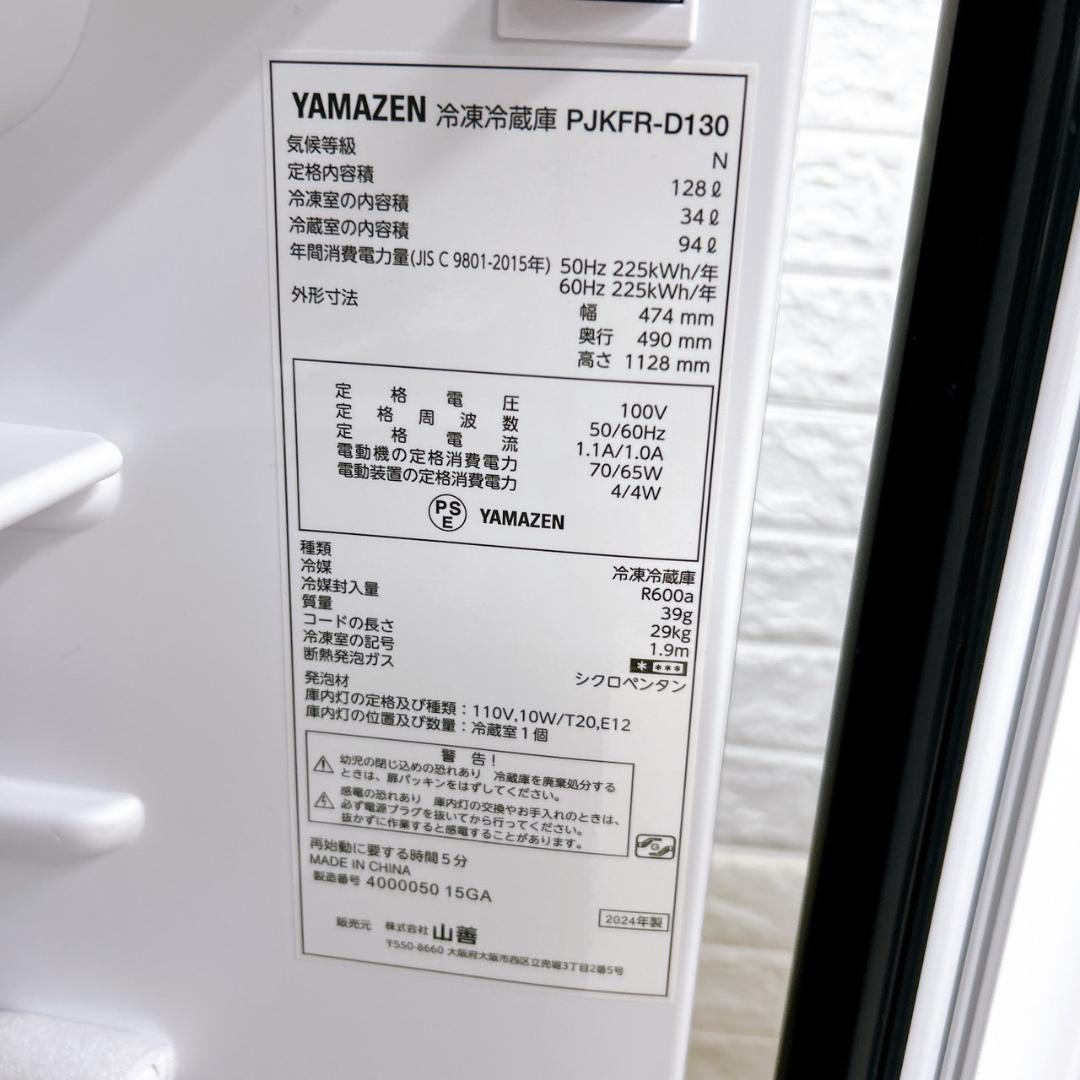 YAMAZEN 冷凍冷蔵庫 PJKFR-D130
気候等級 N
定格内容積 128ℓ
冷凍室の内容積 34ℓ
冷蔵室の内容積 94ℓ
年間消費電力量(JIS C 9801-2015年) 50Hz 225kWh/年
60Hz 225kWh/年
外形寸法 幅 474 mm
奥行 490 mm
高さ 1128 mm
定格電圧 100V
定格周波数 50/60Hz
定格電流 1.1A/1.0A
電動機の定格消費電力 70/65W
電動装置の定格消費電力 4/4W
PSE YAMAZEN
種類 冷凍冷蔵庫
冷媒 R600a
冷媒封入量 39g
質量 29kg
コードの長さ 1.9m
冷凍室の記号 * ***
断熱発泡ガス シクロペンタン
発泡材
庫内灯の定格及び種類：110V,10W/T20,E12
庫内灯の位置及び数量：冷蔵室1個
警 告!
幼児の閉じ込めの恐れあり 冷蔵庫を廃棄処分する
ときは、扉パッキンをはずしてください。
感電の恐れあり 庫内灯の交換やお手入れのときは、
必ず電源プラグを抜いてから行ってください。
抜かずに作業すると感電することがあります。
G
再始動に要する時間5分
MADE IN CHINA
製造番号 4000050 15GA
2024年製
販売元 株式会社 山善
〒550-8660 大阪府大阪市西区立売堀3丁目2番5号